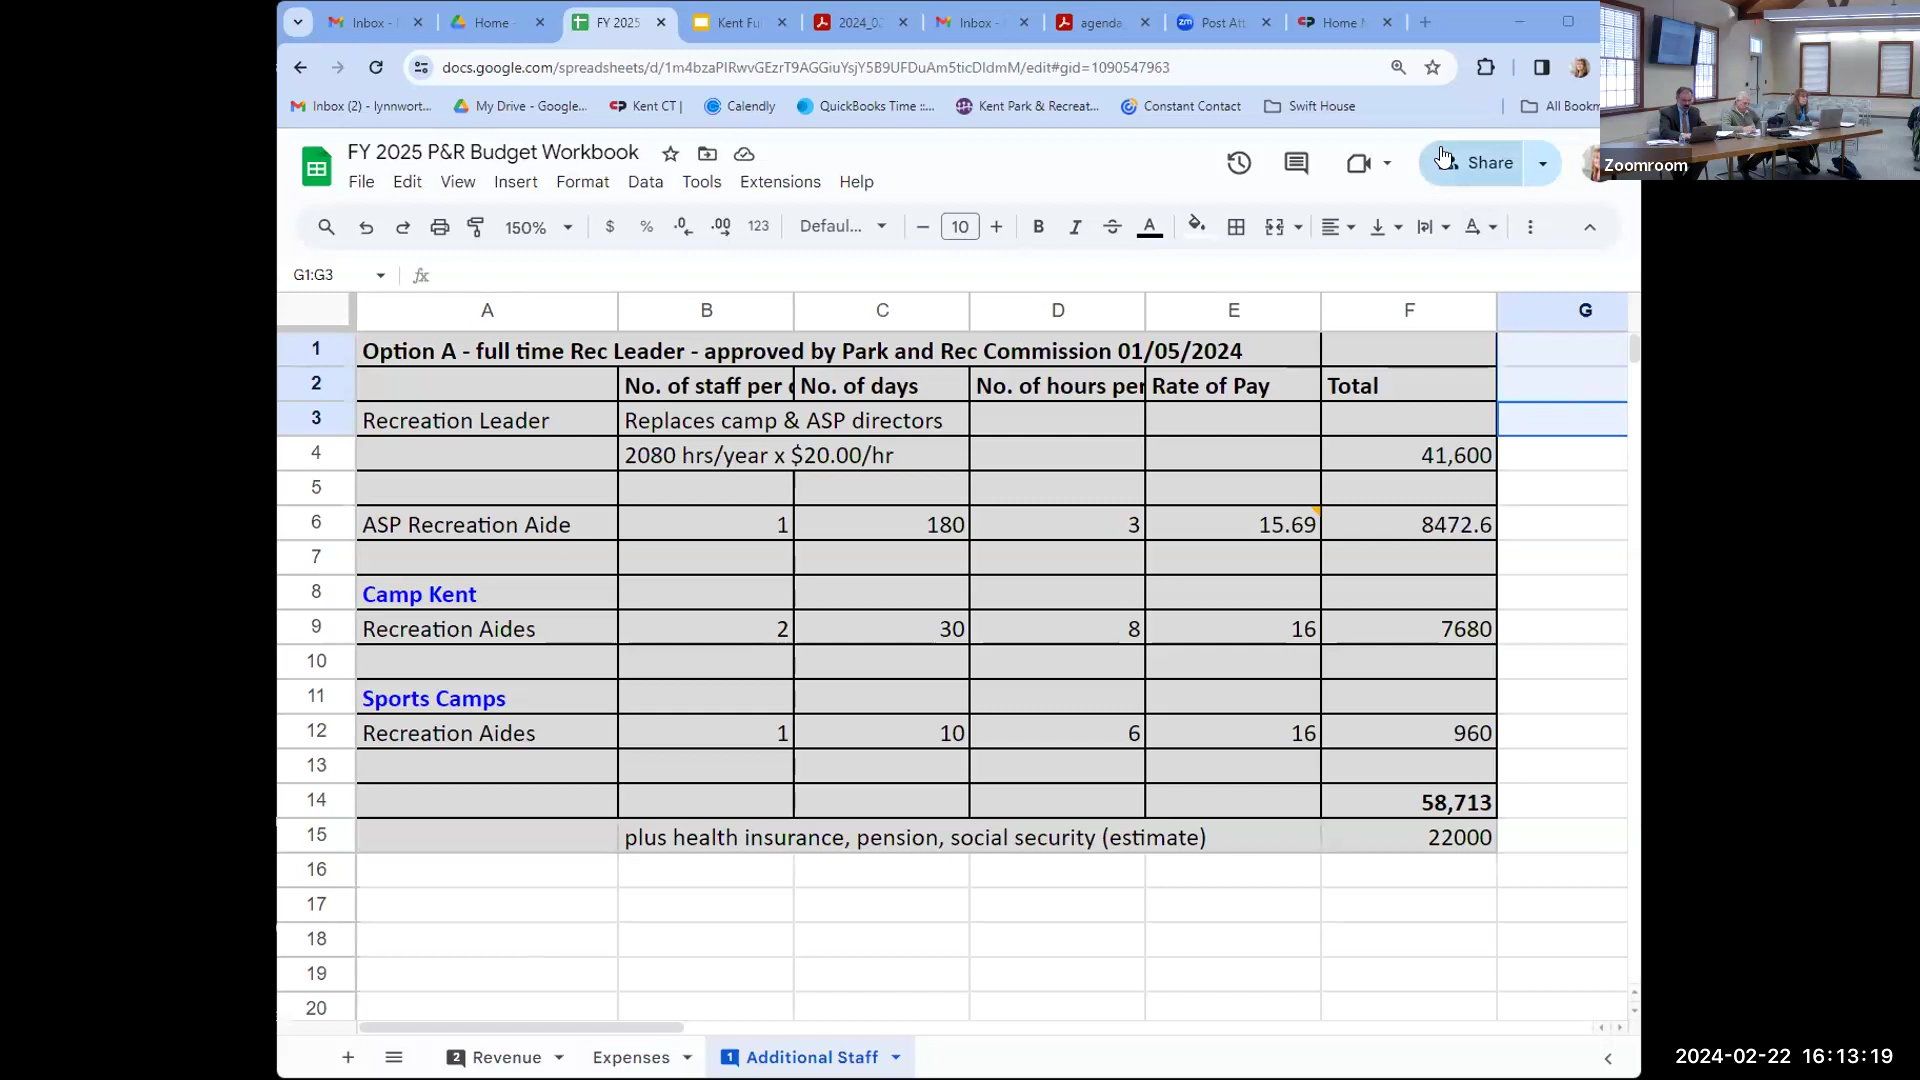 Inbox -
Home -
FY 2025
Kent Fu
2024_0
Inbox -
agenda
Post Att
Home
docs.google.com/spreadsheets/d/1m4bzaPIRwvGEzrT9AGGiuYsjY5B9UFDuAm5ticDIdmM/edit#gid=1090547963
Inbox (2) - lynnwort...
My Drive - Google...
Kent CT |
Calendly
QuickBooks Time ::...
Kent Park & Recreat...
Constant Contact
Swift House
All Bookm
Zoomroom
FY 2025 P&R Budget Workbook
File Edit View Insert Format Data Tools Extensions Help
Share
150% $ % .0 .00 123 Defaul... 10 B I A
G1:G3 fx
A B C D E F G
1 Option A - full time Rec Leader - approved by Park and Rec Commission 01/05/2024
2 No. of staff per d No. of days No. of hours per Rate of Pay Total
3 Recreation Leader Replaces camp & ASP directors
4 2080 hrs/year x $20.00/hr 41,600
5
6 ASP Recreation Aide 1 180 3 15.69 8472.6
7
8 Camp Kent
9 Recreation Aides 2 30 8 16 7680
10
11 Sports Camps
12 Recreation Aides 1 10 6 16 960
13
14 58,713
15 plus health insurance, pension, social security (estimate) 22000
16
17
18
19
20
2 Revenue Expenses 1 Additional Staff
2024-02-22 16:13:19